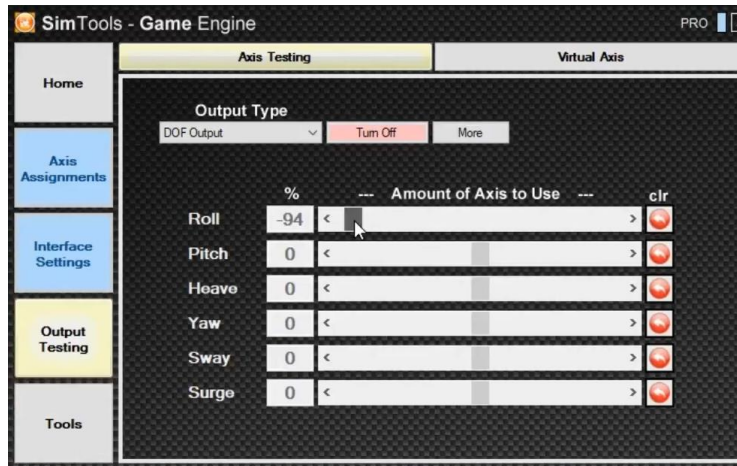 SimTools - Game Engine
PRO
Axis Testing
Virtual Axis
Home
Axis
Assignments
Interface
Settings
Output
Testing
Tools
Output Type
DOF Output
Turn Off
More
%
--- Amount of Axis to Use ---
clr
Roll -94
Pitch 0
Heave 0
Yaw 0
Sway 0
Surge 0